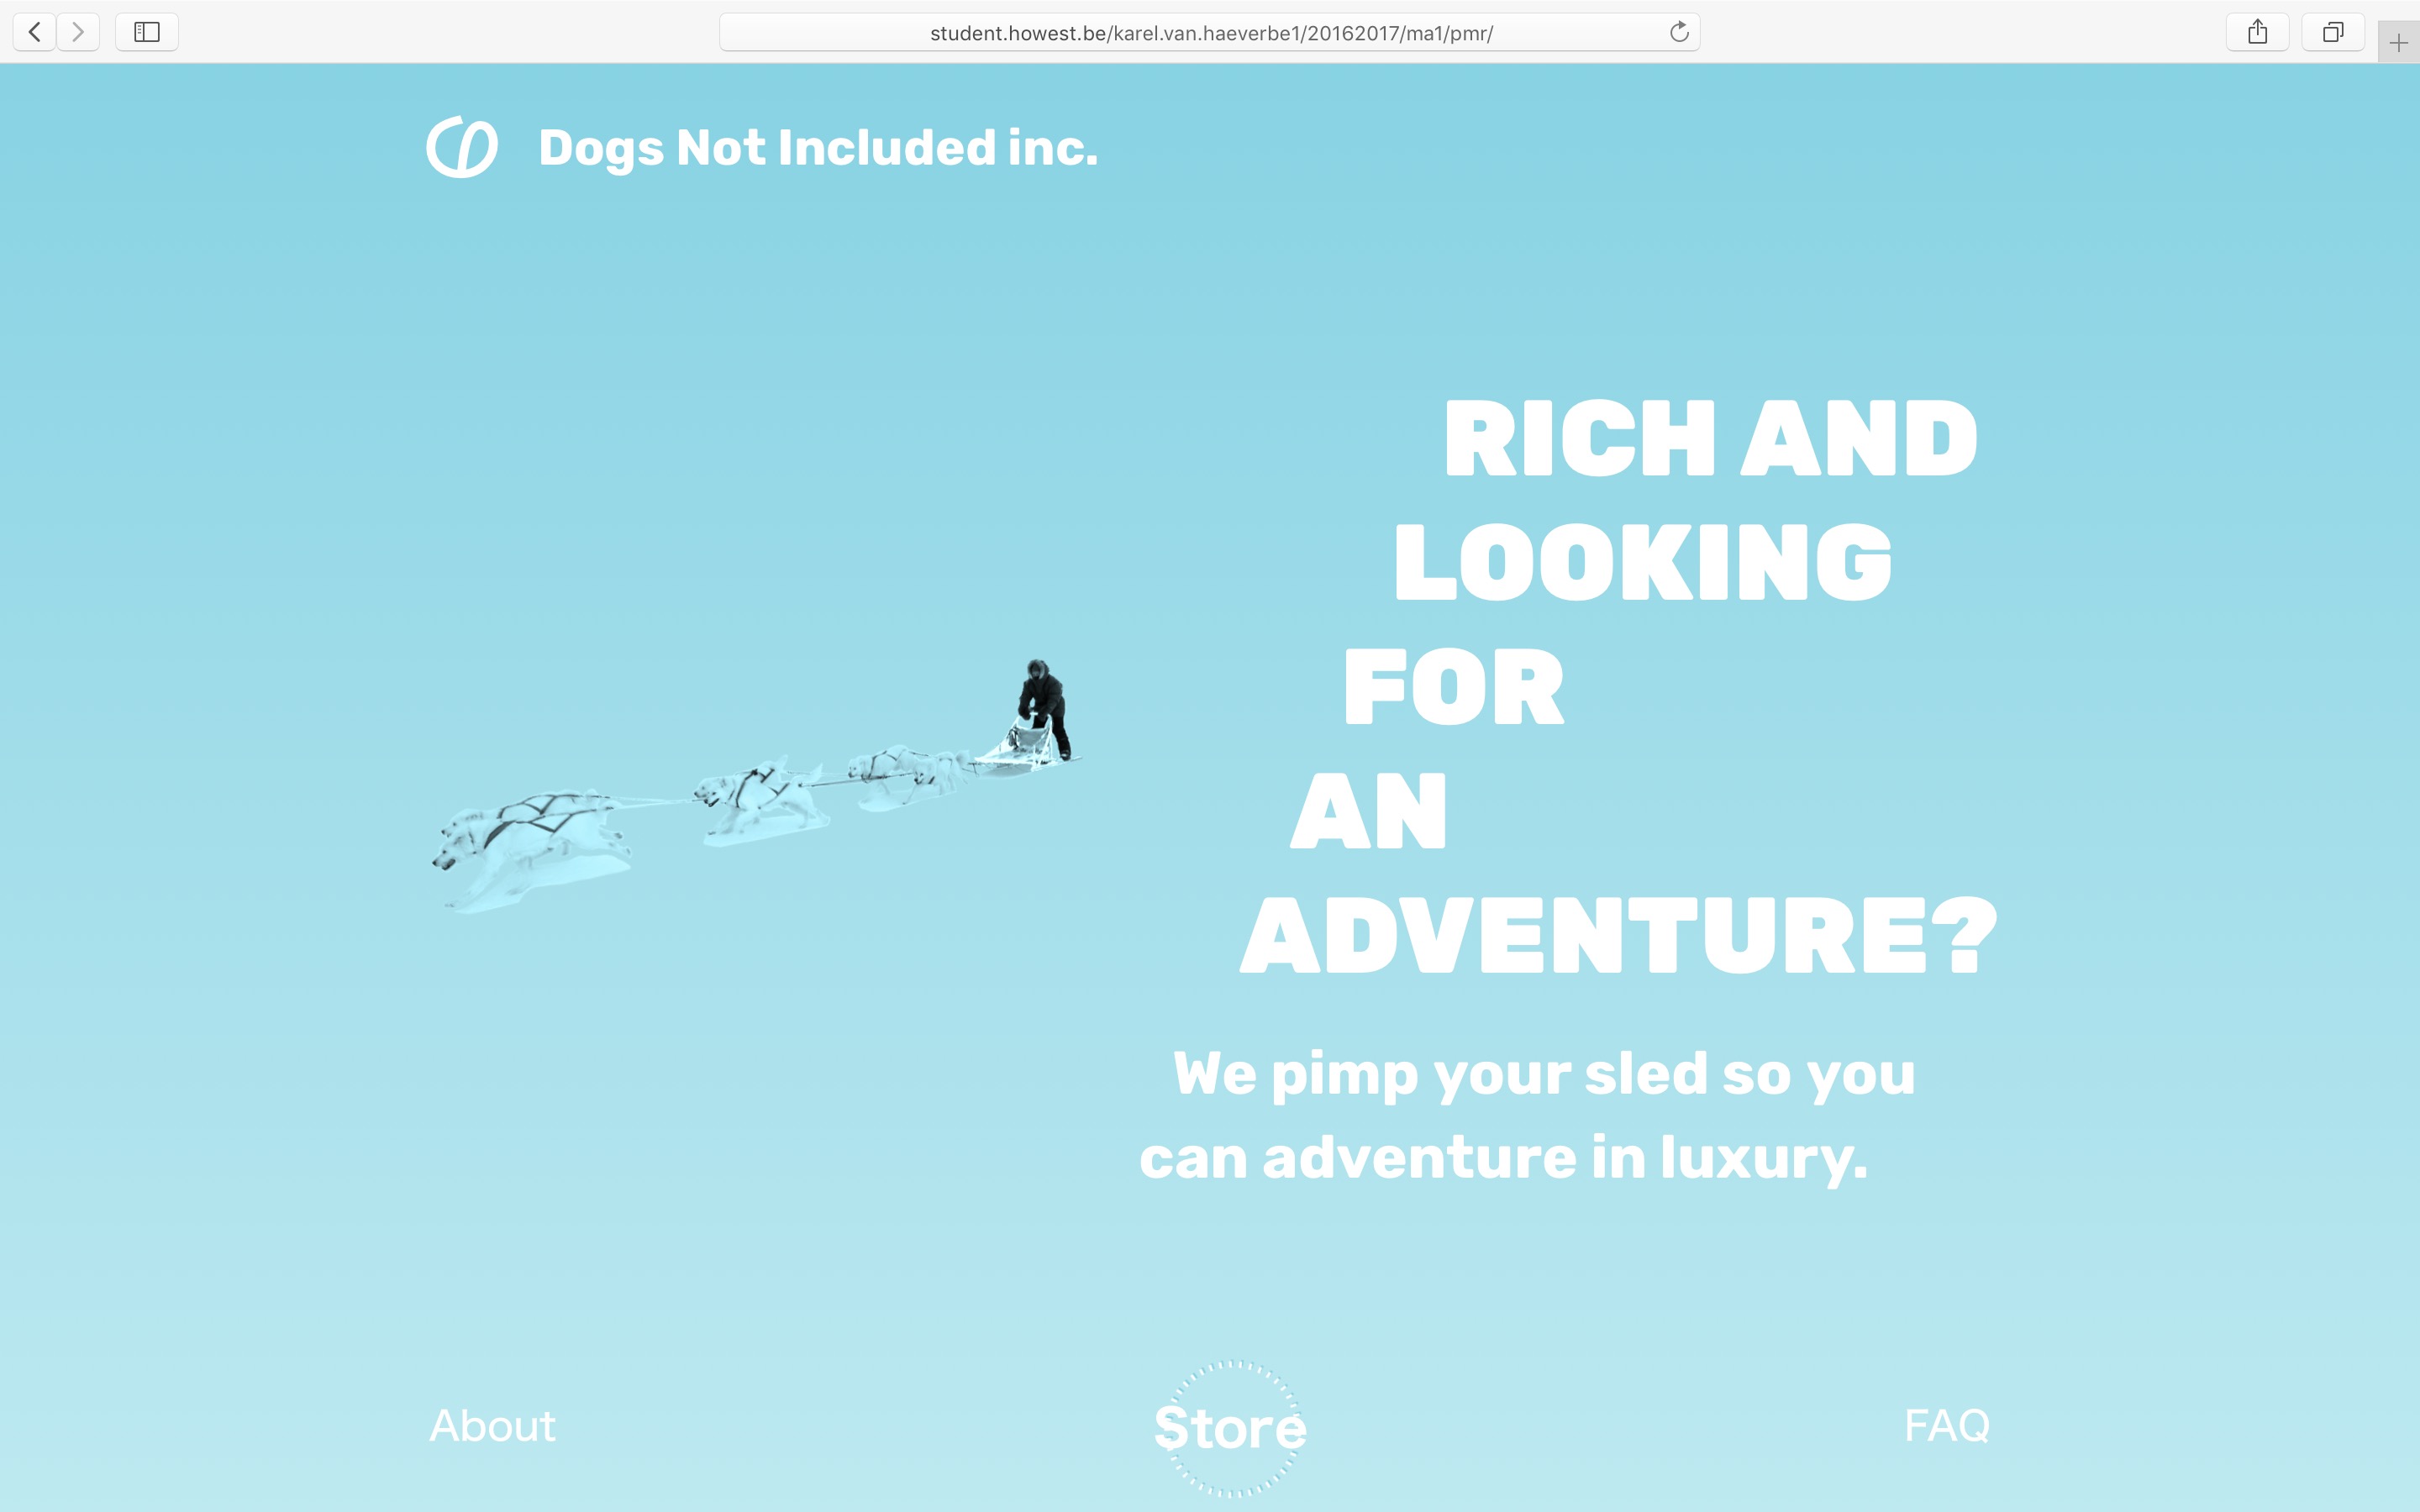 student.howest.be/karel.van.haeverbe1/20162017/ma1/pmr/
Dogs Not Included inc.
RICH AND
LOOKING
FOR
AN
ADVENTURE?
We pimp your sled so you
can adventure in luxury.
About
Store
FAQ